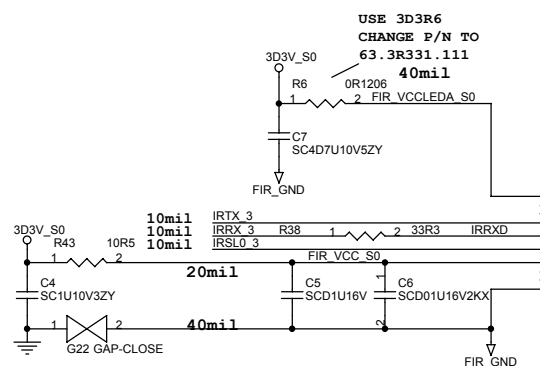 USE 3D3R6
CHANGE P/N TO
63.3R331.111
40mil
3D3V_S0
R6 0R1206
1 2 FIR_VCCLEDA_S0
C7
SC4D7U10V5ZY
FIR_GND
10mil IRTX_3
10mil IRRX_3 R38 1 2 33R3 IRRXD
10mil IRSL0_3
3D3V_S0
R43 10R5
1 2 FIR_VCC_S0
20mil
C4
SC1U10V3ZY
C5
SCD1U16V
1
C6
SCD01U16V2KX
2
1 2 40mil
G22 GAP-CLOSE
FIR_GND